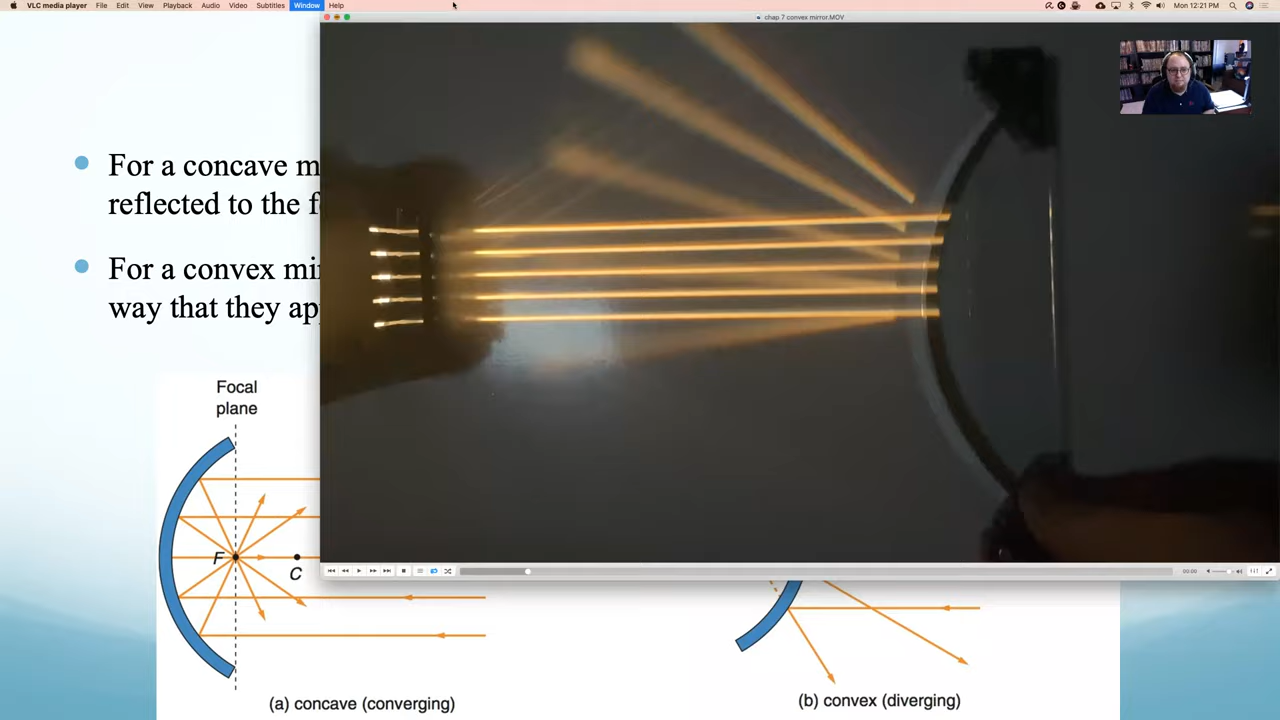 VLC media player File Edit View Playback Audio Video Subtitles Window Help Mon 12:21 PM
chap 7 convex mirror.MOV
For a concave m
reflected to the f
For a convex mi
way that they ap
Focal
plane
F
C
00:00
(a) concave (converging)
(b) convex (diverging)